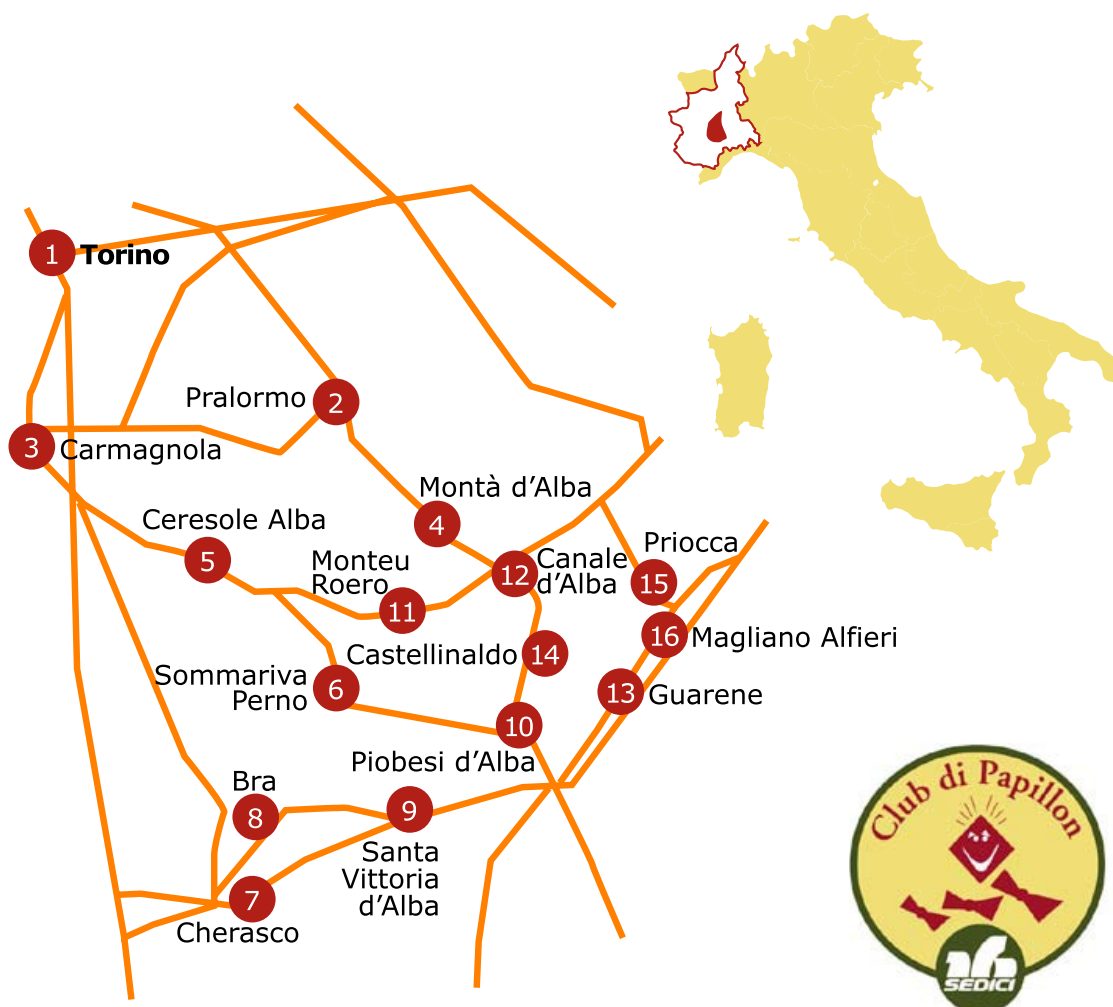 1 Torino
Pralormo 2
3 Carmagnola
Montà d’Alba
4
Ceresole Alba
5
Monteu
Roero
11
12 Canale
d’Alba
Priocca
15
16 Magliano Alfieri
Castellinaldo 14
Sommariva
Perno
6
13 Guarene
10
Piobesi d’Alba
Bra
8
9
Santa
Vittoria
d’Alba
7
Cherasco
Club di Papillon
16
SEDICI